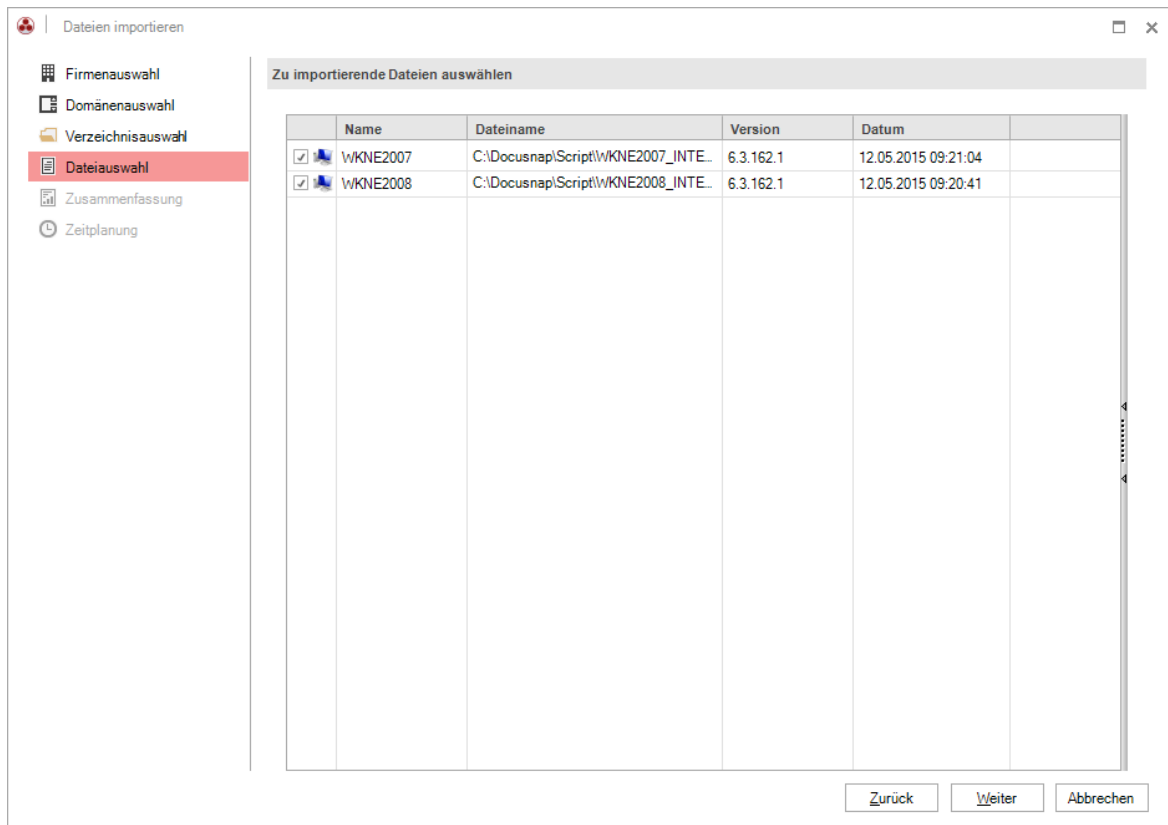 Dateien importieren
Firmenauswahl
Domänenauswahl
Verzeichnisauswahl
Dateiauswahl
Zusammenfassung
Zeitplanung
Zu importierende Dateien auswählen
Name Dateiname Version Datum
WKNE2007 C:\Docusnap\Script\WKNE2007_INTE... 6.3.162.1 12.05.2015 09:21:04
WKNE2008 C:\Docusnap\Script\WKNE2008_INTE... 6.3.162.1 12.05.2015 09:20:41
Zurück Weiter Abbrechen